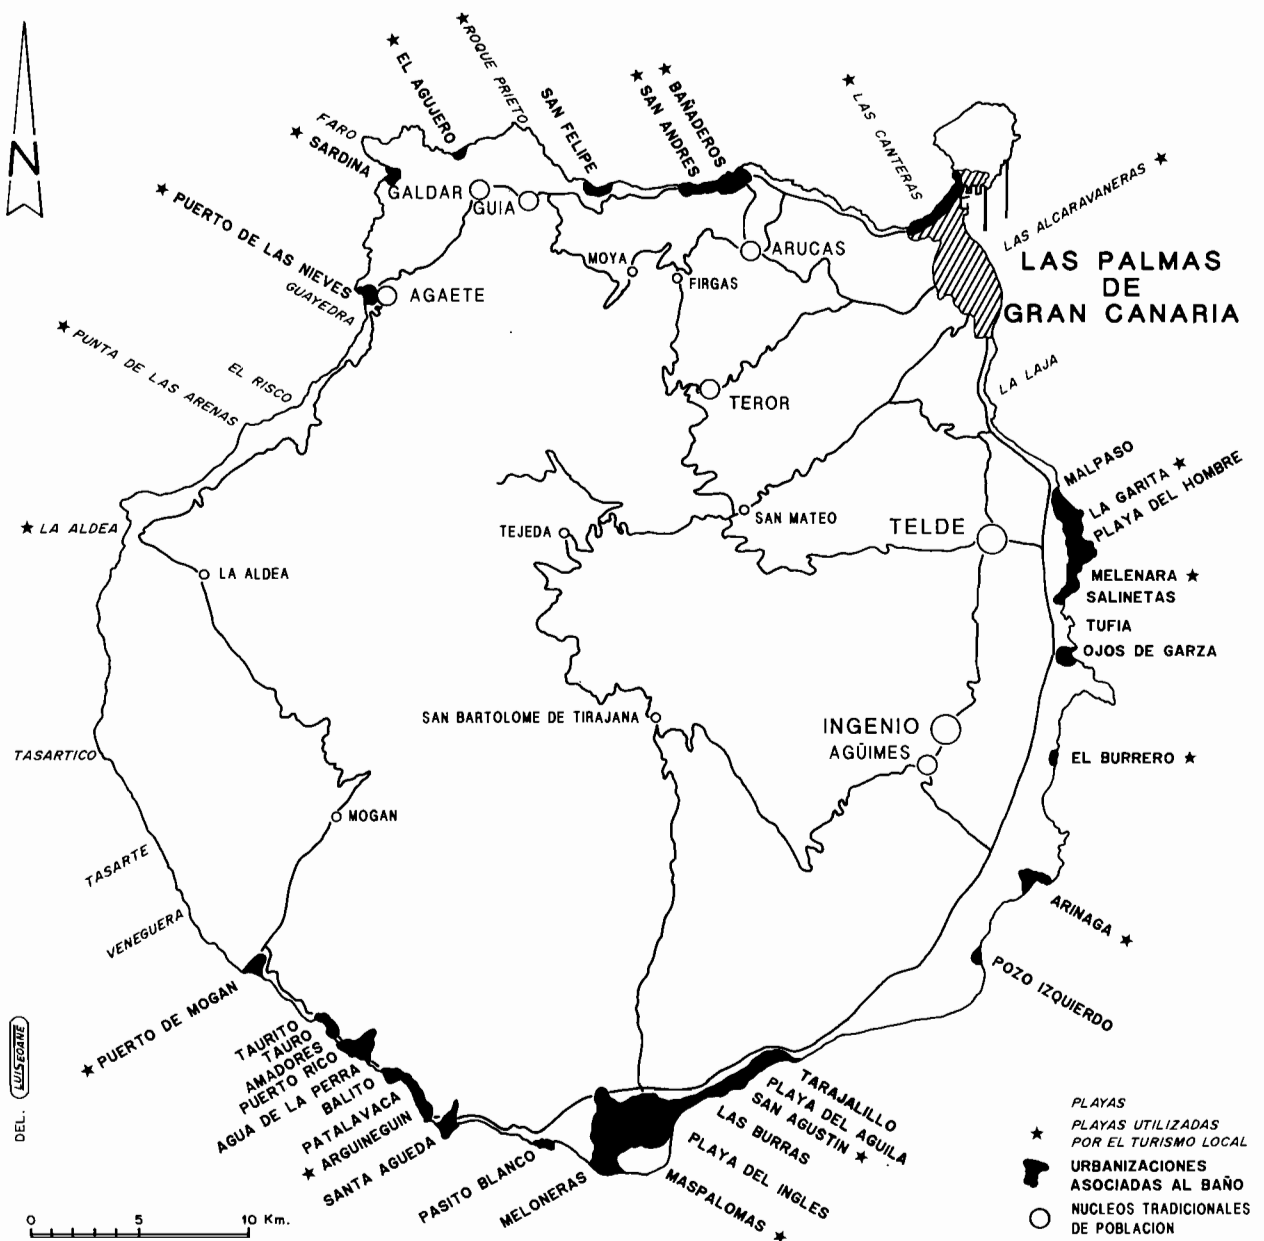 N
★ ROQUE PRIETO
★ EL AGUJERO
SAN FELIPE
★ SAN ANDRES
★ BAÑADEROS
★ LAS CANTERAS
FARO
★ SARDINA
GALDAR
GUIA
LAS ALCARAVANERAS ★
★ PUERTO DE LAS NIEVES
MOYA
FIRGAS
ARUCAS
LAS PALMAS
DE
GRAN CANARIA
GUAYEDRA
AGAETE
★ PUNTA DE LAS ARENAS
EL RISCO
TEROR
LA LAJA
MALPASO
LA GARITA ★
PLAYA DEL HOMBRE
★ LA ALDEA
TEJEDA
SAN MATEO
TELDE
LA ALDEA
MELENARA ★
SALINETAS
TUFIA
OJOS DE GARZA
SAN BARTOLOME DE TIRAJANA
INGENIO
AGÜIMES
TASARTICO
EL BURRERO ★
MOGAN
TASARTE
VENEGUERA
ARINAGA ★
POZO IZQUIERDO
★ PUERTO DE MOGAN
TAURITO
TAURO
AMADORES
PUERTO RICO
AGUA DE LA PERRA
BALITO
PATALAVACA
★ ARGUINEGUIN
SANTA AGUEDA
PASITO BLANCO
MELONERAS
MASPALOMAS ★
PLAYA DEL INGLES
LAS BURRAS
SAN AGUSTIN ★
PLAYA DEL AGUILA
TARAJALILLO
DEL. LUIS SEOANE
0 5 10 Km.
PLAYAS
★ PLAYAS UTILIZADAS
POR EL TURISMO LOCAL
URBANIZACIONES
ASOCIADAS AL BAÑO
NUCLEOS TRADICIONALES
DE POBLACION